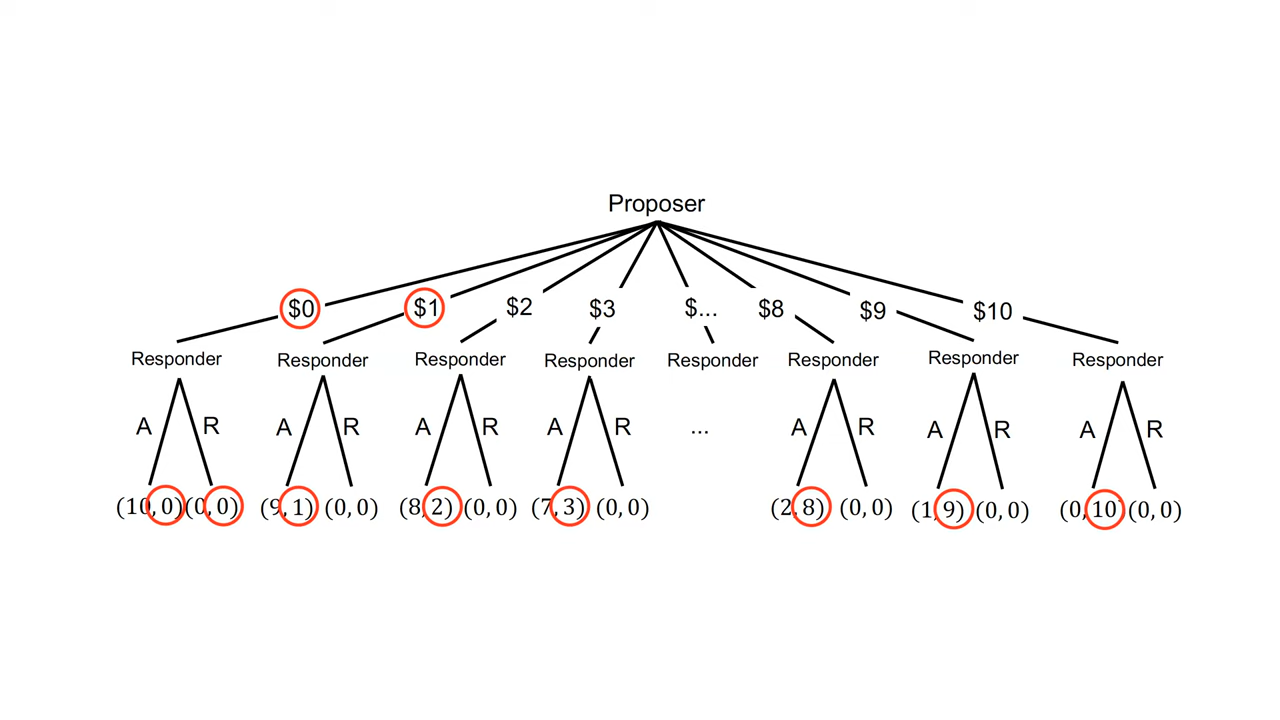 Proposer
$0 $1 $2 $3 $... $8 $9 $10
Responder Responder Responder Responder Responder Responder Responder Responder
A R A R A R A R ... A R A R A R
(10, 0) (0, 0) (9, 1) (0, 0) (8, 2) (0, 0) (7, 3) (0, 0) (2, 8) (0, 0) (1, 9) (0, 0) (0, 10) (0, 0)